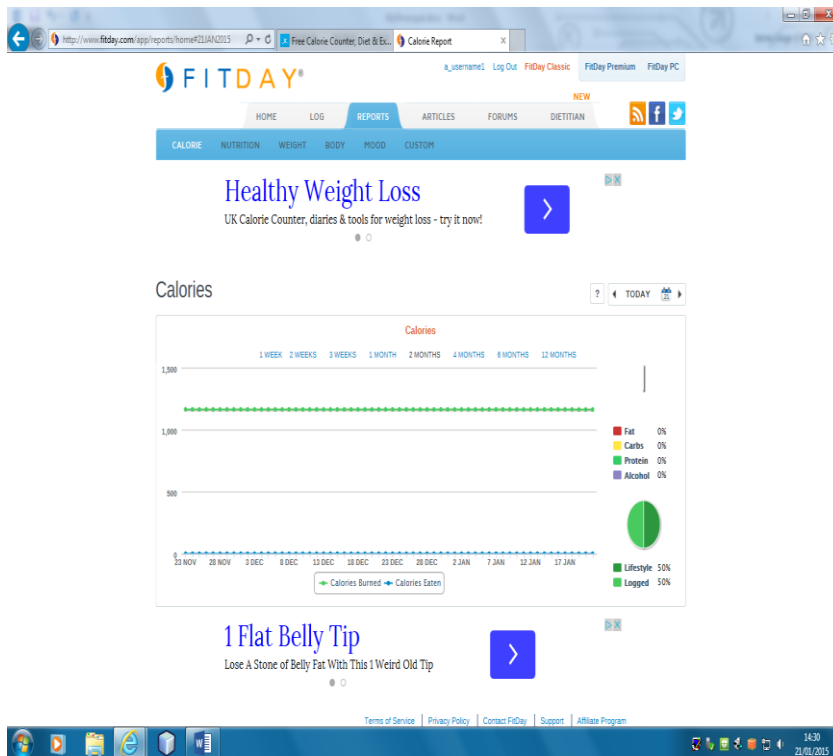 http://www.fitday.com/app/reports/home#21JAN2015
Free Calorie Counter, Diet & Ex...
Calorie Report
FITDAY®
a_username1 Log Out FitDay Classic FitDay Premium FitDay PC
NEW
HOME LOG REPORTS ARTICLES FORUMS DIETITIAN
CALORIE NUTRITION WEIGHT BODY MOOD CUSTOM
Healthy Weight Loss
UK Calorie Counter, diaries & tools for weight loss - try it now!
Calories
? TODAY 21
Calories
1 WEEK 2 WEEKS 3 WEEKS 1 MONTH 2 MONTHS 4 MONTHS 6 MONTHS 12 MONTHS
1,500
1,000
500
0
23 NOV 28 NOV 3 DEC 8 DEC 13 DEC 18 DEC 23 DEC 28 DEC 2 JAN 7 JAN 12 JAN 17 JAN
Calories Burned Calories Eaten
Fat 0%
Carbs 0%
Protein 0%
Alcohol 0%
Lifestyle 50%
Logged 50%
1 Flat Belly Tip
Lose A Stone of Belly Fat With This 1 Weird Old Tip
Terms of Service | Privacy Policy | Contact FitDay | Support | Affiliate Program
14:30
21/01/2015